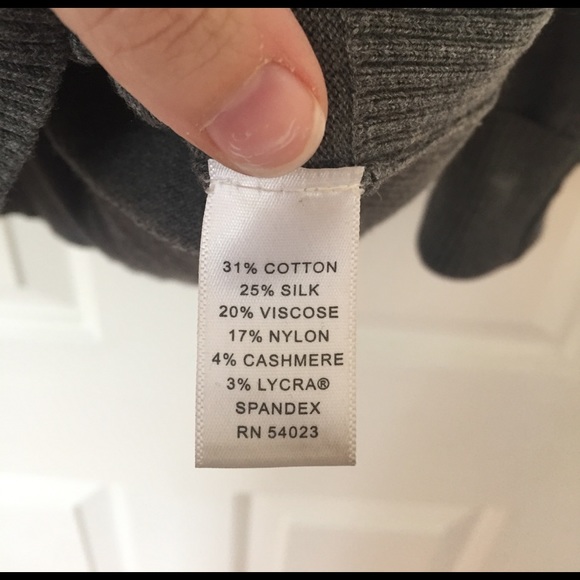 31% COTTON
25% SILK
20% VISCOSE
17% NYLON
4% CASHMERE
3% LYCRA®
SPANDEX
RN 54023